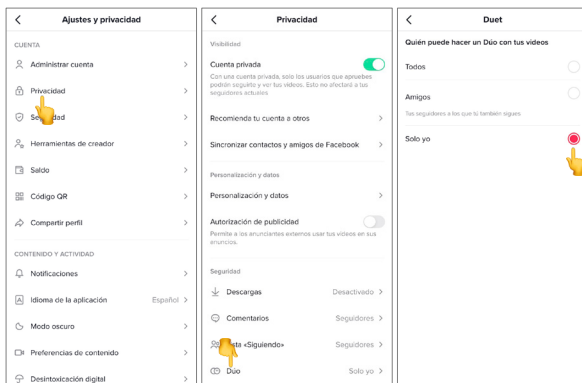 Ajustes y privacidad
CUENTA
Administrar cuenta
Privacidad
Herramientas de creador
Saldo
Código QR
Compartir perfil
CONTENIDO Y ACTIVIDAD
Notificaciones
Idioma de la aplicación Español
Modo oscuro
Preferencias de contenido
Desintoxicación digital
Privacidad
Visibilidad
Cuenta privada
Con una cuenta privada, solo los usuarios que apruebes
podrán seguirte y ver tus vídeos. Esto no afectará a tus
seguidores actuales
Recomienda tu cuenta a otros
Sincronizar contactos y amigos de Facebook
Personalización y datos
Personalización y datos
Autorización de publicidad
Permite a los anunciantes externos usar tus vídeos en sus
anuncios.
Seguridad
Descargas Desactivado
Comentarios Seguidores
«Siguiendo» Seguidores
Dúo Solo yo
Duet
Quién puede hacer un Dúo con tus vídeos
Todos
Amigos
Tus seguidores a los que tú también sigues
Solo yo